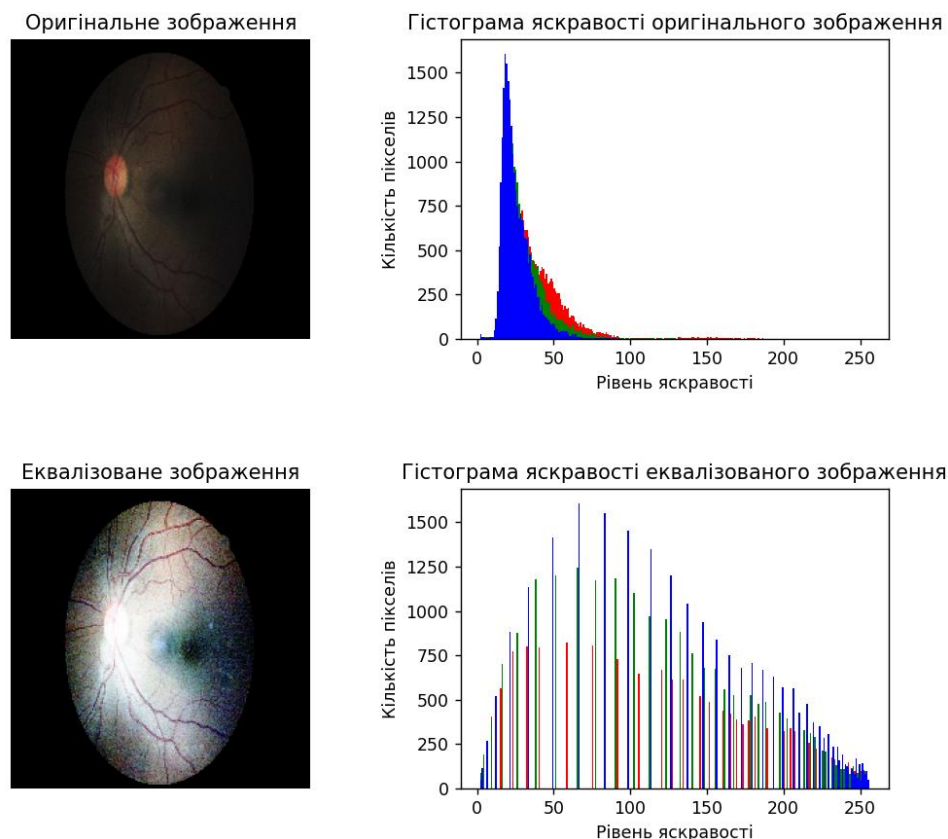 Оригінальне зображення
Гістограма яскравості оригінального зображення
1500
1250
1000
750
500
250
0
Кількість пікселів
0 50 100 150 200 250
Рівень яскравості
Еквалізоване зображення
Гістограма яскравості еквалізованого зображення
1500
1250
1000
750
500
250
0
Кількість пікселів
0 50 100 150 200 250
Рівень яскравості